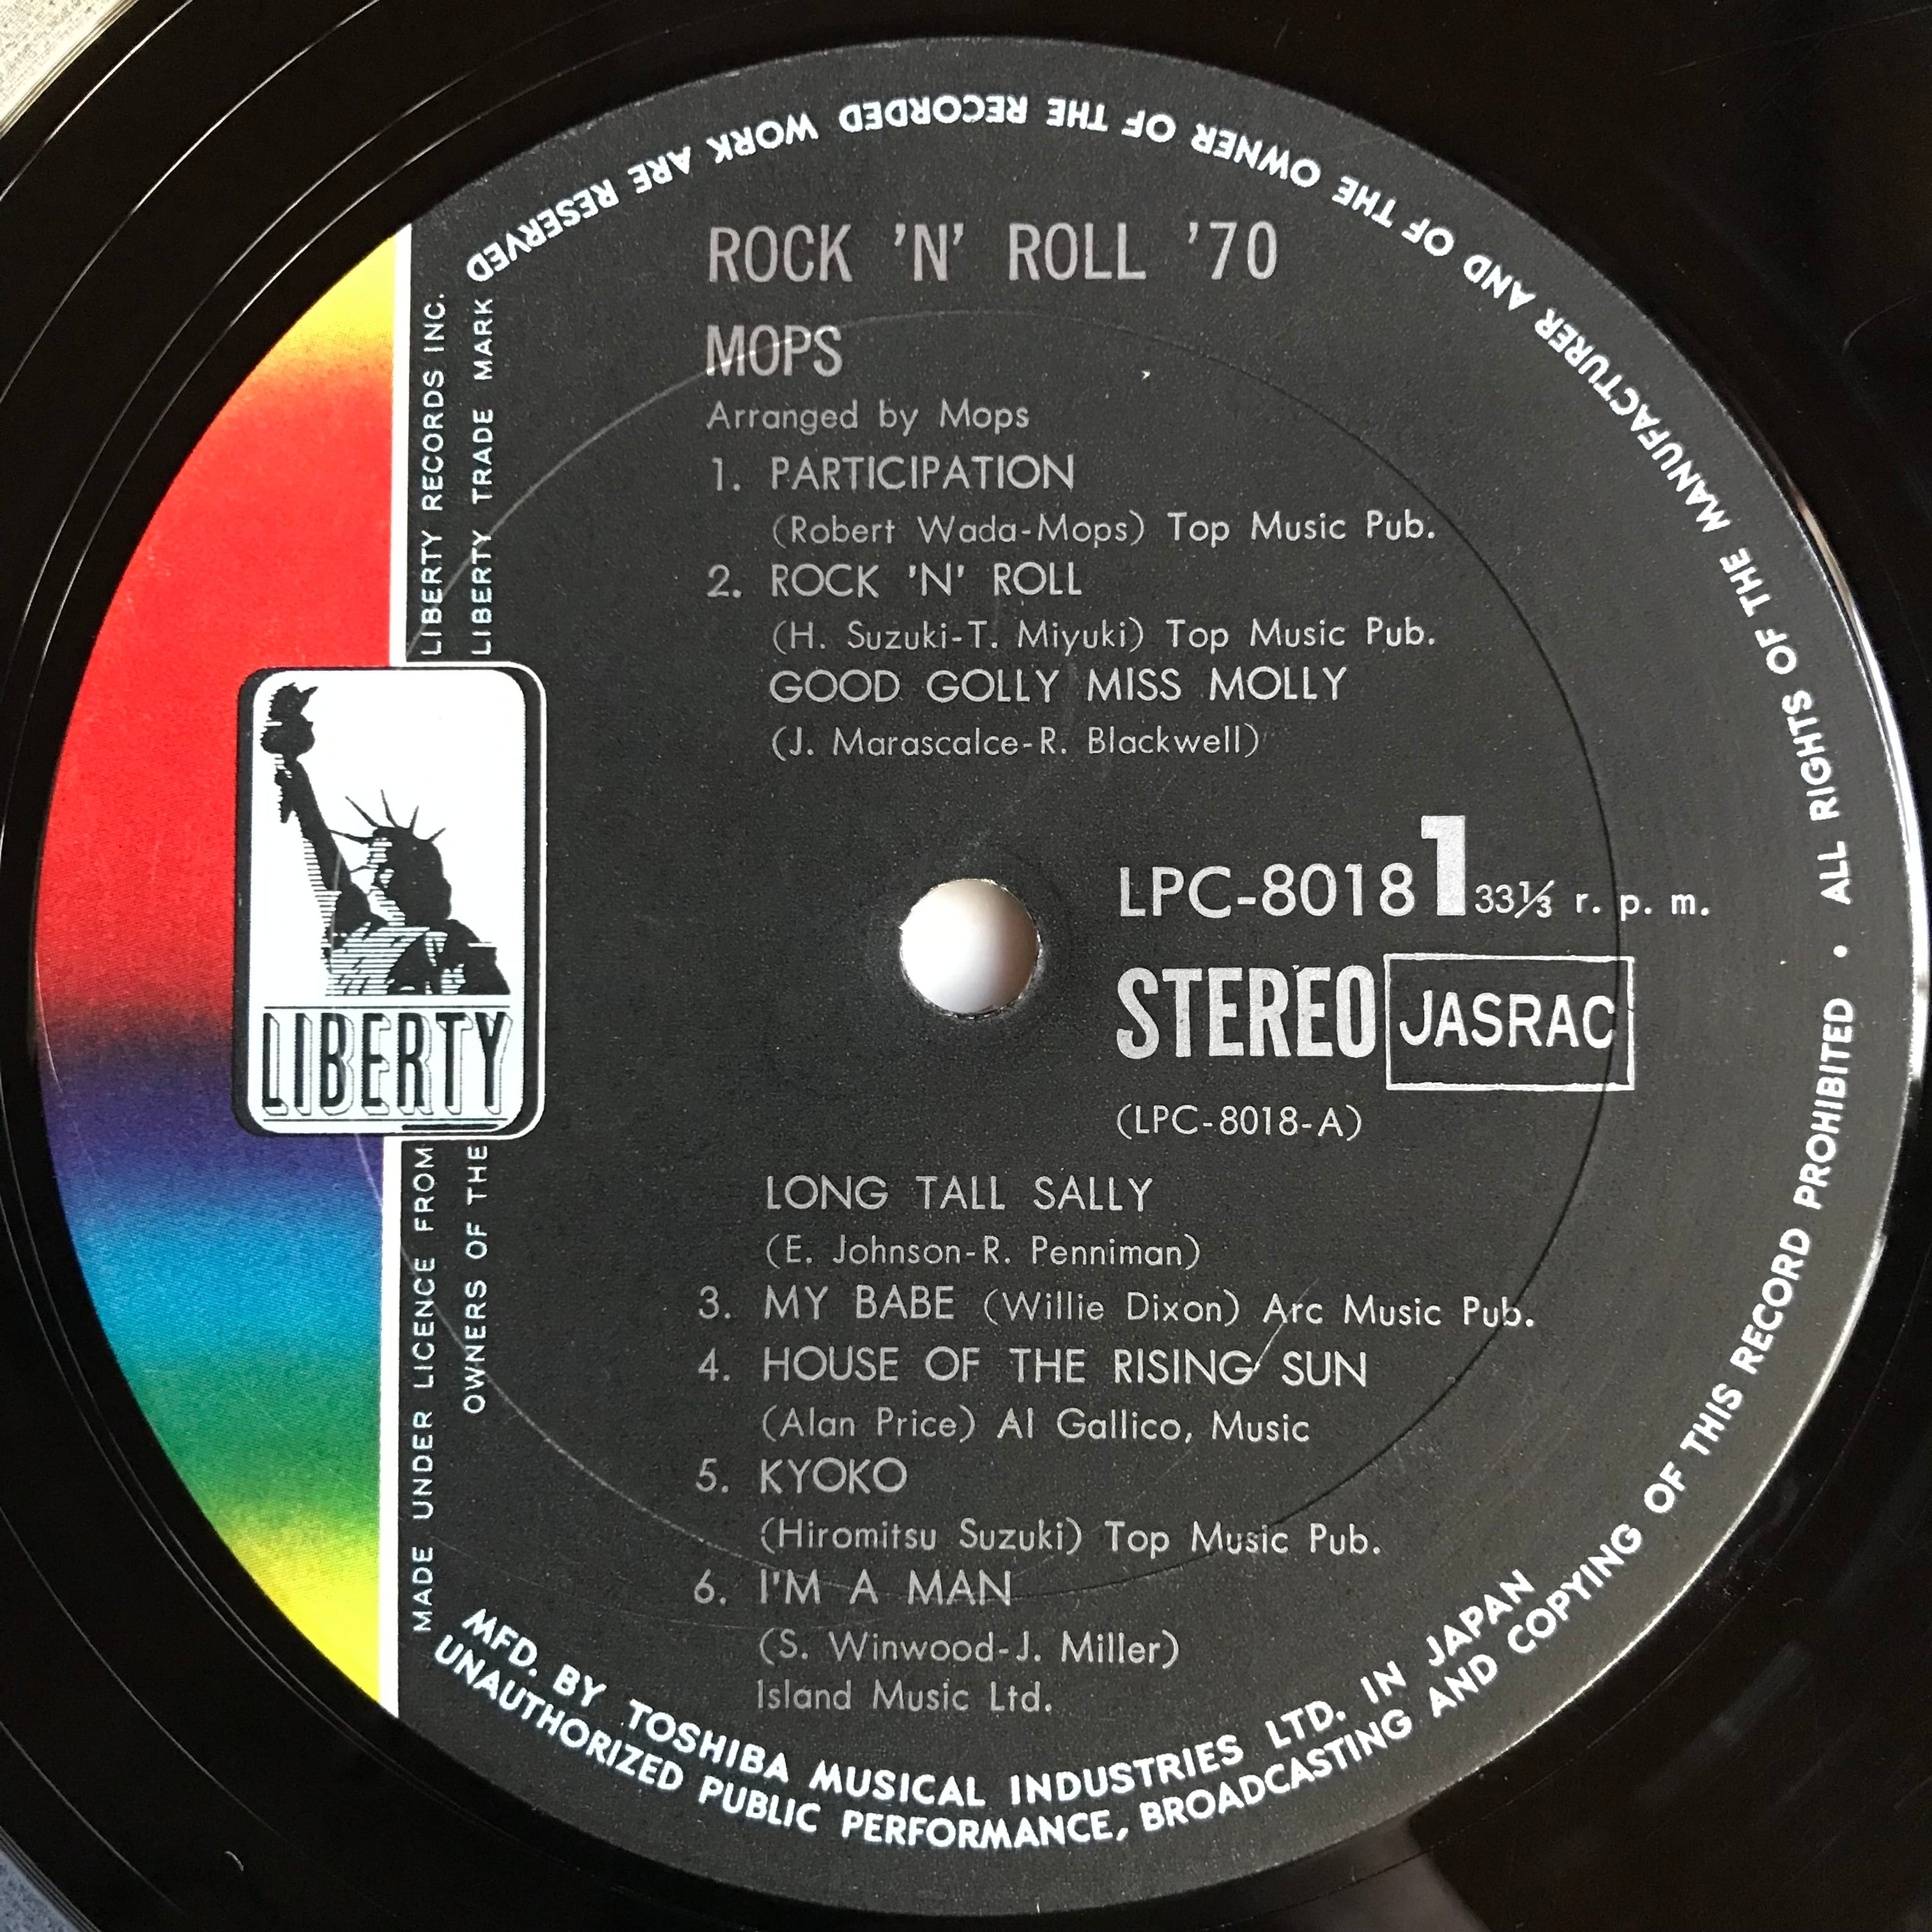 ROCK 'N' ROLL '70
MOPS
Arranged by Mops
1. PARTICIPATION
(Robert Wada-Mops) Top Music Pub.
2. ROCK 'N' ROLL
(H. Suzuki-T. Miyuki) Top Music Pub.
GOOD GOLLY MISS MOLLY
(J. Marascalce-R. Blackwell)
LPC-8018 1 33⅓ r. p. m.
STEREO JASRAC
(LPC-8018-A)
LONG TALL SALLY
(E. Johnson-R. Penniman)
3. MY BABE (Willie Dixon) Arc Music Pub.
4. HOUSE OF THE RISING SUN
(Alan Price) Al Gallico, Music
5. KYOKO
(Hiromitsu Suzuki) Top Music Pub.
6. I'M A MAN
(S. Winwood-J. Miller)
Island Music Ltd.
LIBERTY
MADE UNDER LICENCE FROM LIBERTY RECORDS INC.
OWNERS OF THE LIBERTY TRADE MARK
MFD. BY TOSHIBA MUSICAL INDUSTRIES LTD. IN JAPAN
UNAUTHORIZED PUBLIC PERFORMANCE, BROADCASTING AND COPYING OF THIS RECORD PROHIBITED • ALL RIGHTS OF THE MANUFACTURER AND OF THE OWNER OF THE RECORDED WORK ARE RESERVED